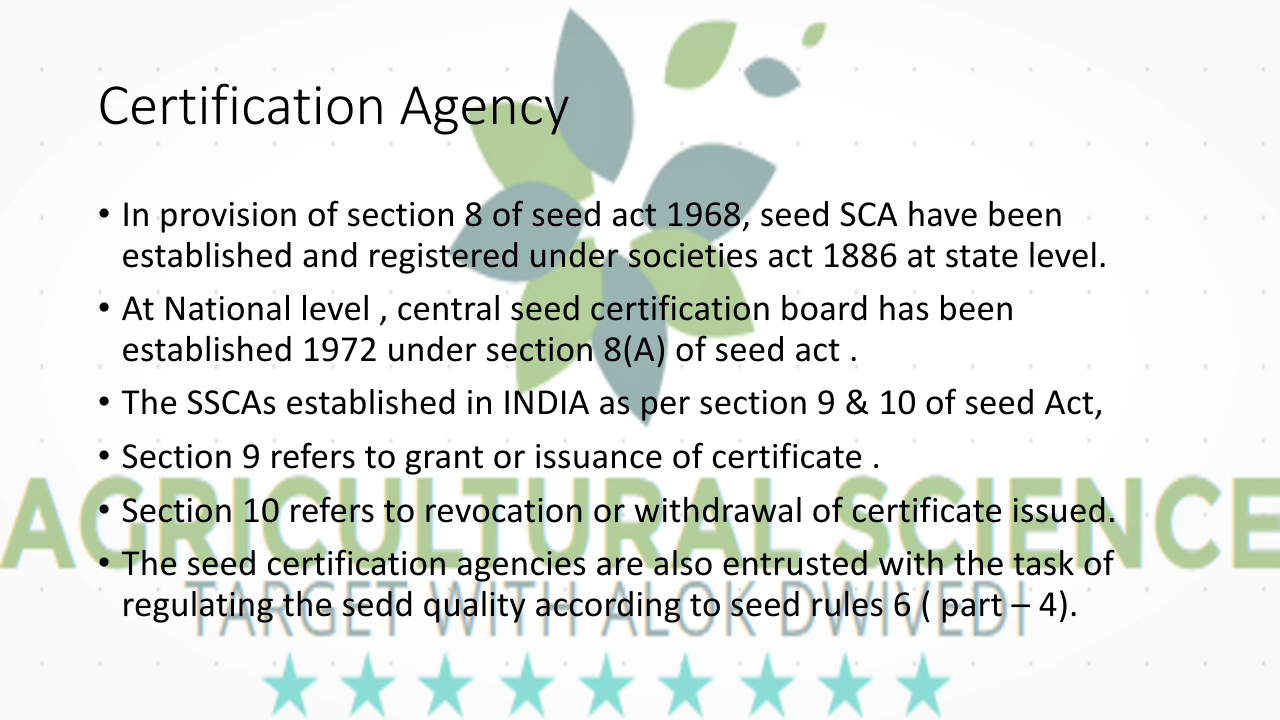 Certification Agency
• In provision of section 8 of seed act 1968, seed SCA have been
established and registered under societies act 1886 at state level.
• At National level , central seed certification board has been
established 1972 under section 8(A) of seed act .
• The SSCAs established in INDIA as per section 9 & 10 of seed Act,
• Section 9 refers to grant or issuance of certificate .
• Section 10 refers to revocation or withdrawal of certificate issued.
AGRICULTURAL SCIENCE
• The seed certification agencies are also entrusted with the task of
regulating the sedd quality according to seed rules 6 ( part – 4).
TARGET WITH ALOK DWIVEDI